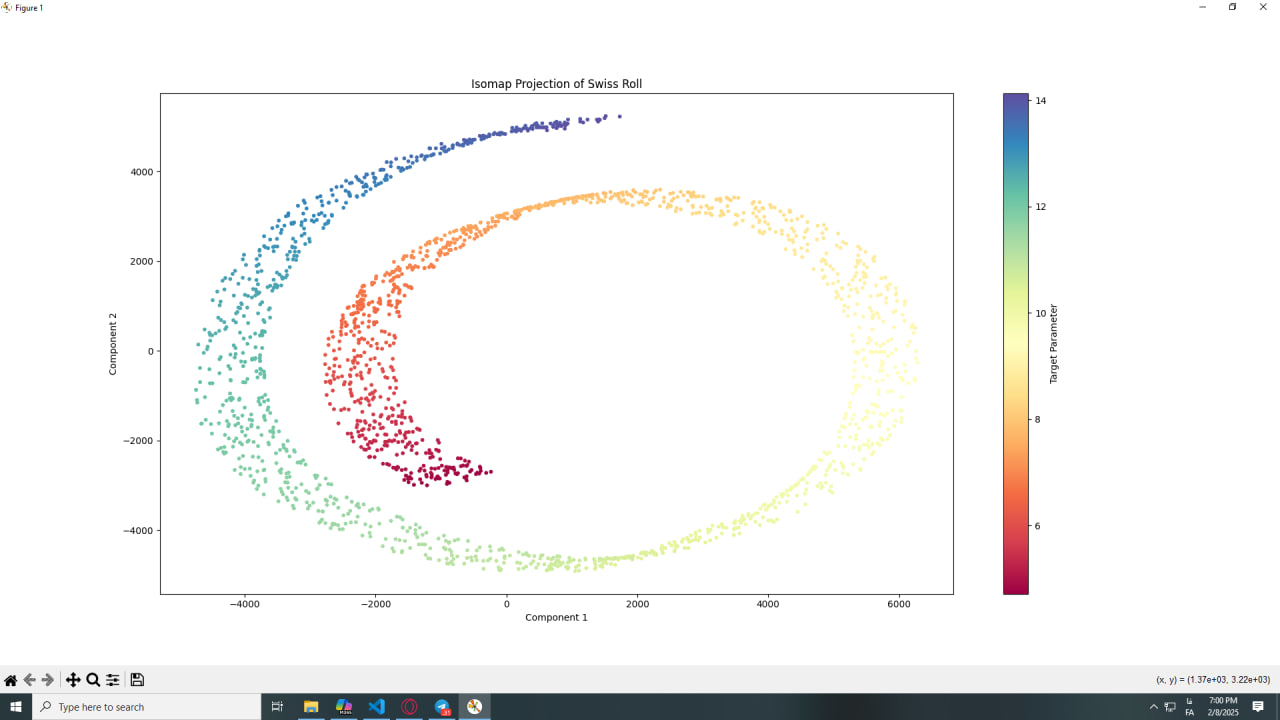 Figure 1
Isomap Projection of Swiss Roll
4000
2000
0
−2000
−4000
Component 2
−4000
−2000
0
2000
4000
6000
Component 1
14
12
10
8
6
Target Parameter
(x, y) = (1.37e+03, 3.22e+03)
Type here to search
M365
FA
7:00 PM
2/8/2025